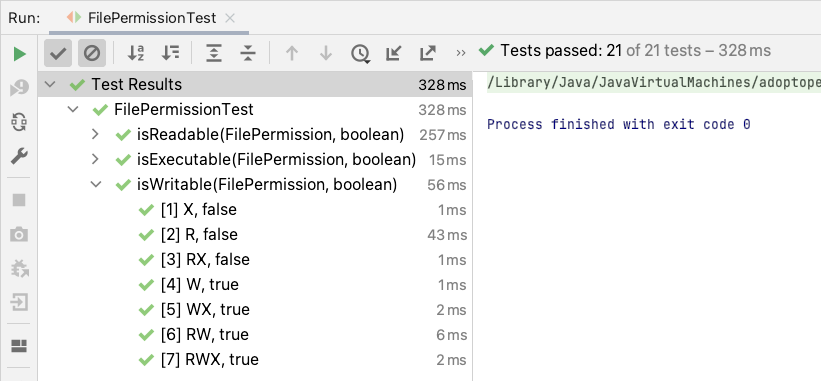 Run: FilePermissionTest
Tests passed: 21 of 21 tests – 328 ms
Test Results 328 ms
FilePermissionTest 328 ms
isReadable(FilePermission, boolean) 257 ms
isExecutable(FilePermission, boolean) 15 ms
isWritable(FilePermission, boolean) 56 ms
[1] X, false 1 ms
[2] R, false 43 ms
[3] RX, false 1 ms
[4] W, true 1 ms
[5] WX, true 2 ms
[6] RW, true 6 ms
[7] RWX, true 2 ms
/Library/Java/JavaVirtualMachines/adoptope
Process finished with exit code 0